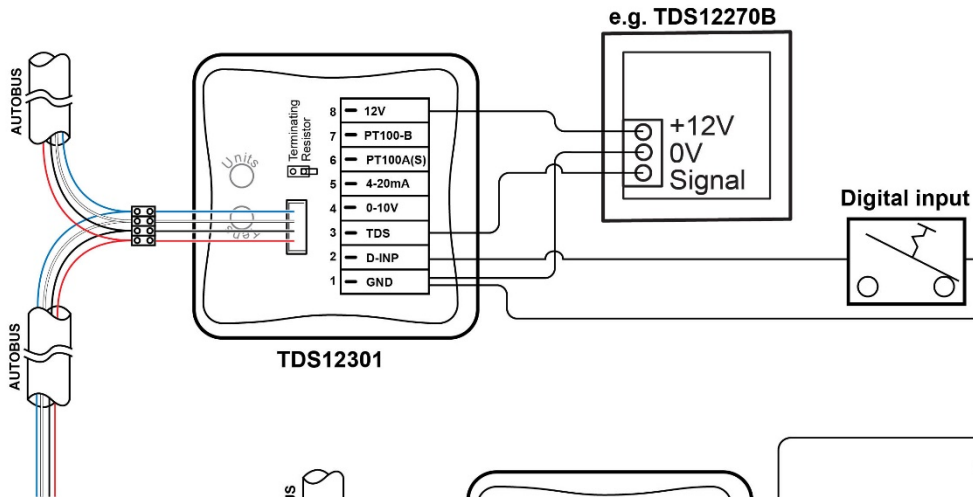 e.g. TDS12270B
AUTOBUS
Terminating
Resistor
Units
Tens
8 12V
7 PT100-B
6 PT100A(S)
5 4-20mA
4 0-10V
3 TDS
2 D-INP
1 GND
+12V
0V
Signal
Digital input
AUTOBUS
TDS12301